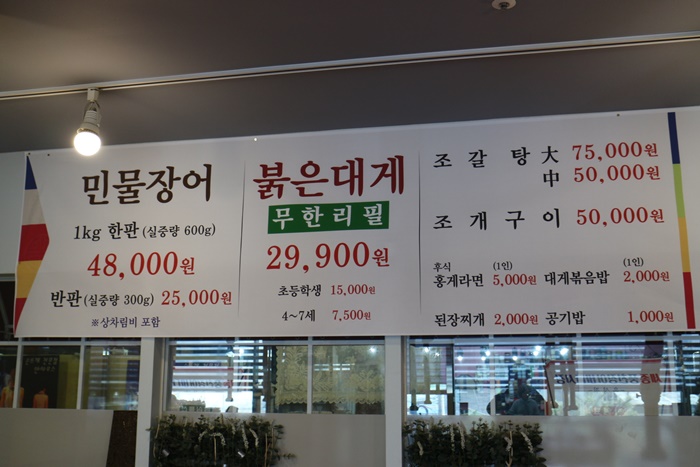 민물장어
1kg 한판 (실중량 600g)
48,000원
반판 (실중량 300g) 25,000원
※상차림비 포함
붉은대게
무한리필
29,900원
초등학생 15,000원
4~7세 7,500원
조갈탕 大 75,000원
中 50,000원
조개구이 50,000원
후식
홍게라면 (1인) 5,000원 대게볶음밥 (1인) 2,000원
된장찌개 2,000원 공기밥 1,000원